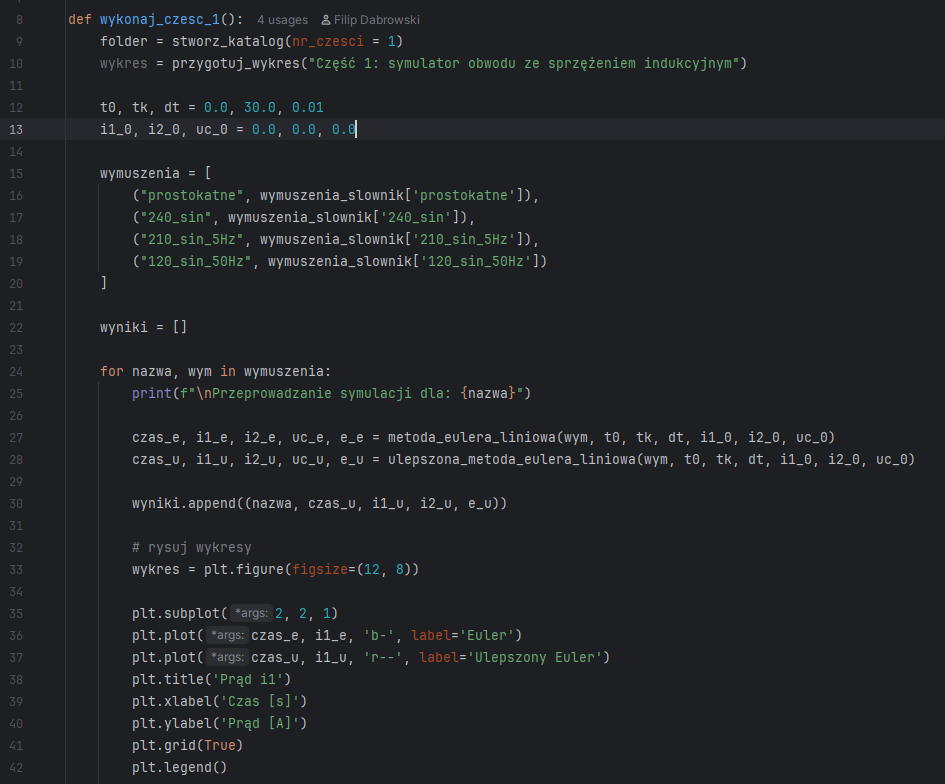 8 def wykonaj_czesc_1(): 4 usages Filip Dabrowski
9 folder = stworz_katalog(nr_czesci = 1)
10 wykres = przygotuj_wykres("Część 1: symulator obwodu ze sprzężeniem indukcyjnym")
11
12 t0, tk, dt = 0.0, 30.0, 0.01
13 i1_0, i2_0, uc_0 = 0.0, 0.0, 0.0
14
15 wymuszenia = [
16 ("prostokatne", wymuszenia_slownik['prostokatne']),
17 ("240_sin", wymuszenia_slownik['240_sin']),
18 ("210_sin_5Hz", wymuszenia_slownik['210_sin_5Hz']),
19 ("120_sin_50Hz", wymuszenia_slownik['120_sin_50Hz'])
20 ]
21
22 wyniki = []
23
24 for nazwa, wym in wymuszenia:
25 print(f"\nPrzeprowadzanie symulacji dla: {nazwa}")
26
27 czas_e, i1_e, i2_e, uc_e, e_e = metoda_eulera_liniowa(wym, t0, tk, dt, i1_0, i2_0, uc_0)
28 czas_u, i1_u, i2_u, uc_u, e_u = ulepszona_metoda_eulera_liniowa(wym, t0, tk, dt, i1_0, i2_0, uc_0)
29
30 wyniki.append((nazwa, czas_u, i1_u, i2_u, e_u))
31
32 # rysuj wykresy
33 wykres = plt.figure(figsize=(12, 8))
34
35 plt.subplot( *args: 2, 2, 1)
36 plt.plot( *args: czas_e, i1_e, 'b-', label='Euler')
37 plt.plot( *args: czas_u, i1_u, 'r--', label='Ulepszony Euler')
38 plt.title('Prąd i1')
39 plt.xlabel('Czas [s]')
40 plt.ylabel('Prąd [A]')
41 plt.grid(True)
42 plt.legend()